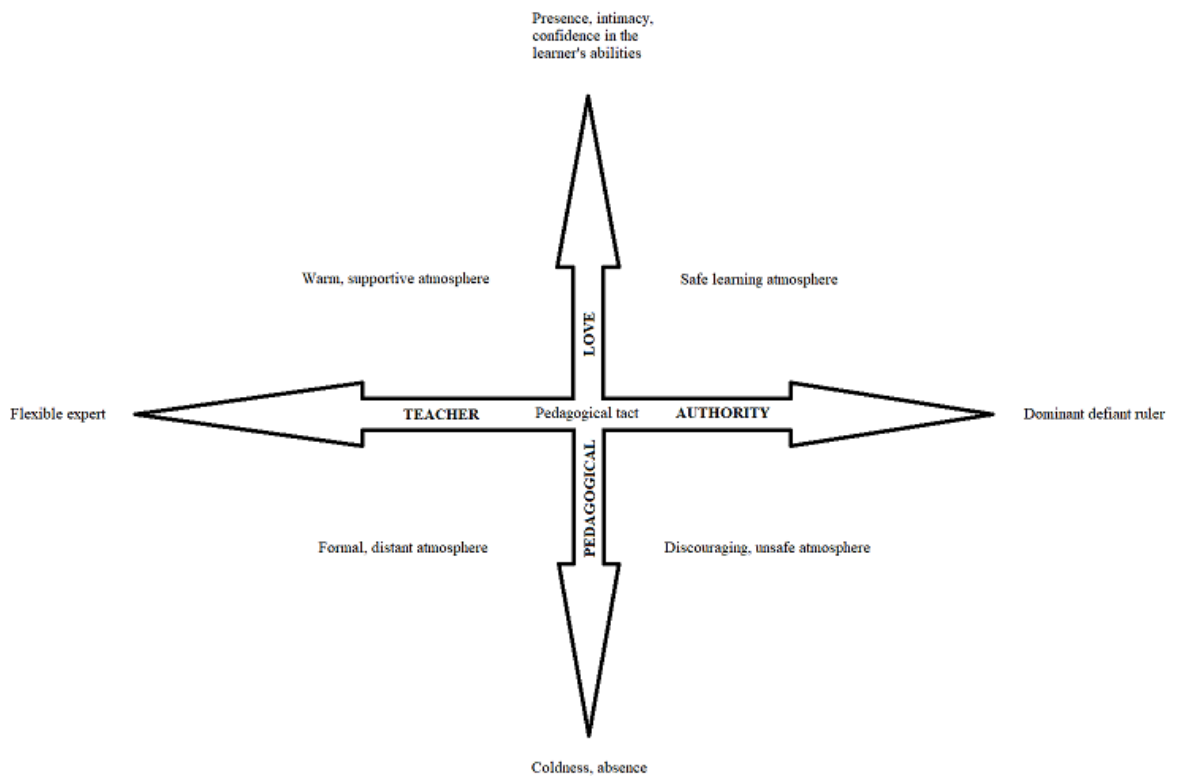 Presence, intimacy,
confidence in the
learner's abilities
Warm, supportive atmosphere
Safe learning atmosphere
LOVE
Flexible expert
TEACHER
Pedagogical tact
AUTHORITY
Dominant defiant ruler
PEDAGOGICAL
Formal, distant atmosphere
Discouraging, unsafe atmosphere
Coldness, absence